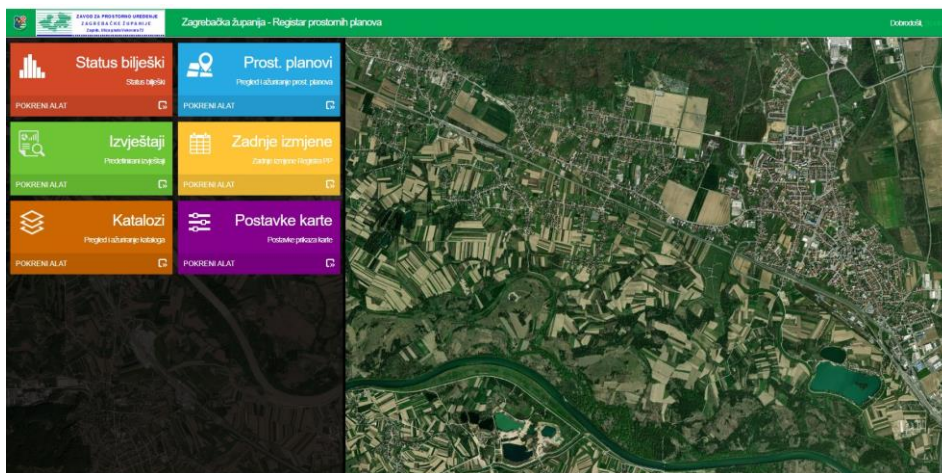 ZAVOD ZA PROSTORNO UREĐENJE
ZAGREBAČKE ŽUPANIJE
Zagrebačka županija - Registar prostornih planova
Dobrodošli,
Status bilješki
Status bilješki
POKRENI ALAT
Prost. planovi
Pregled i ažuriranje prost. planova
POKRENI ALAT
Izvještaji
Predefinirani izvještaji
POKRENI ALAT
Zadnje izmjene
Zadnje izmjene Registra PP
POKRENI ALAT
Katalozi
Pregled i ažuriranje kataloga
POKRENI ALAT
Postavke karte
Postavke prikaza karte
POKRENI ALAT